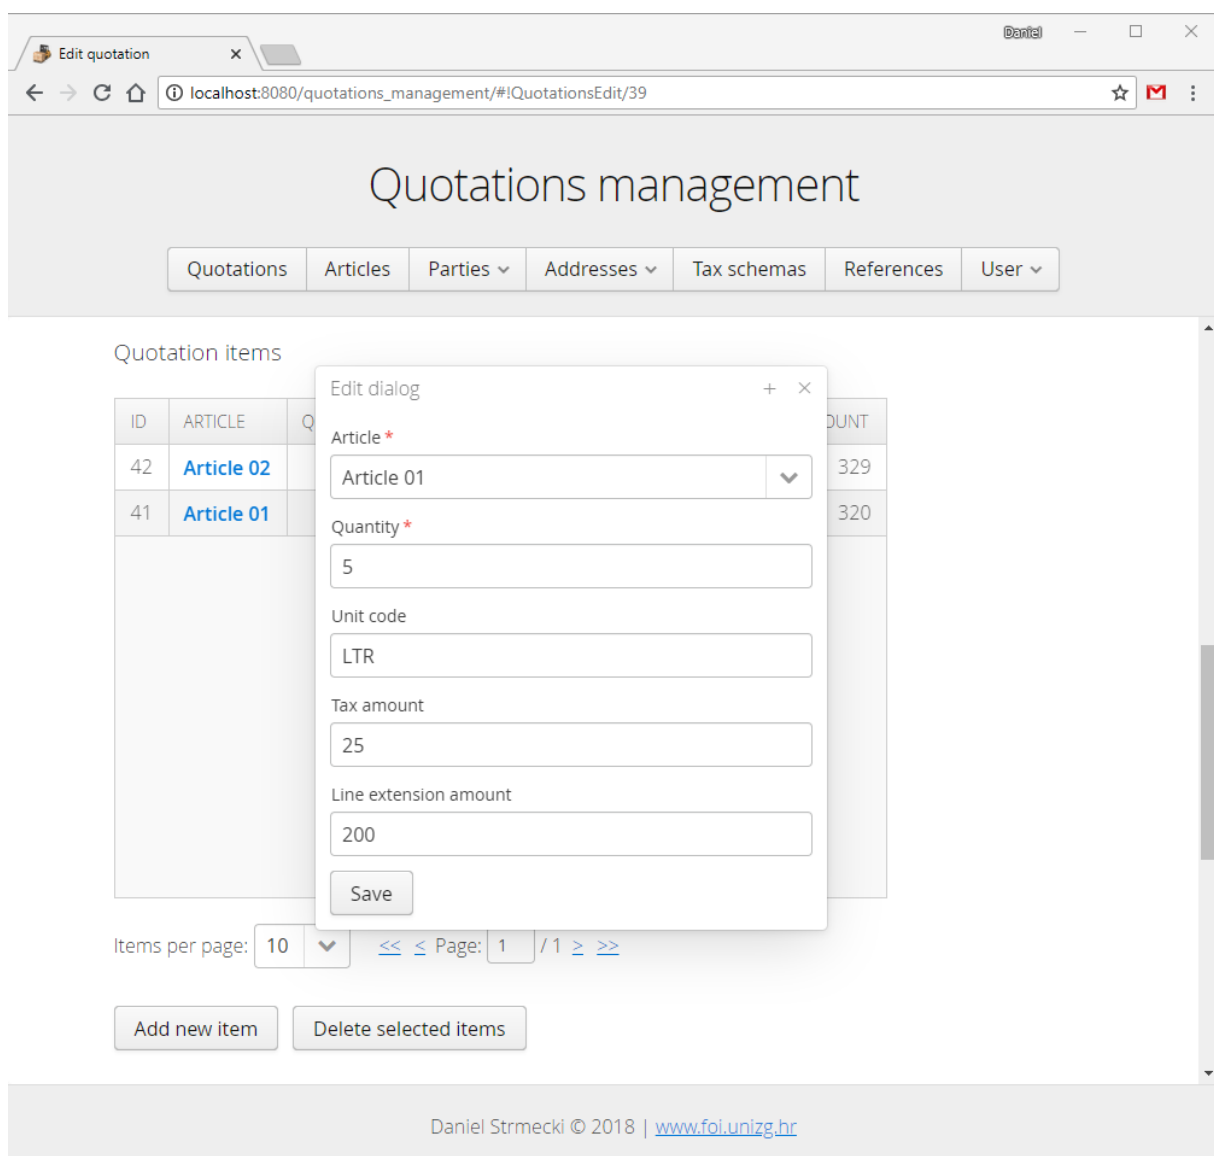 Daniel
Edit quotation
localhost:8080/quotations_management/#!QuotationsEdit/39
Quotations management
Quotations Articles Parties Addresses Tax schemas References User
Quotation items
Edit dialog
ID ARTICLE Q OUNT
Article *
42 Article 02 329
Article 01
41 Article 01 320
Quantity *
5
Unit code
LTR
Tax amount
25
Line extension amount
200
Save
Items per page: 10 << < Page: 1 / 1 > >>
Add new item Delete selected items
Daniel Strmecki © 2018 | www.foi.unizg.hr